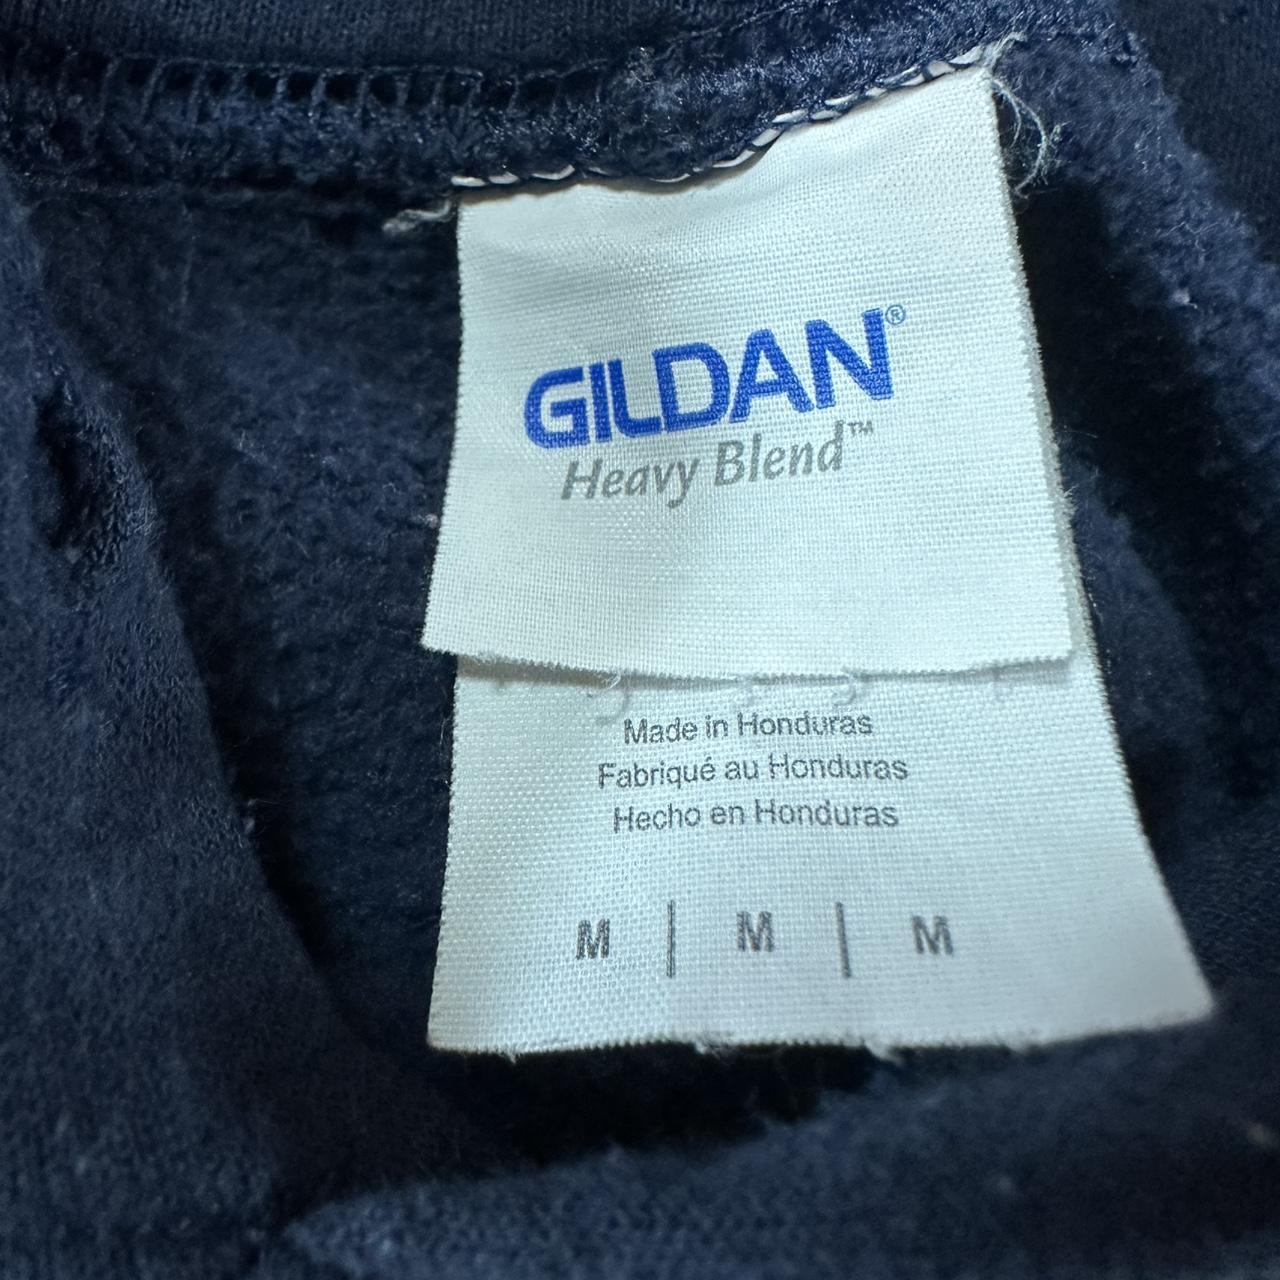 GILDAN®
Heavy Blend™
Made in Honduras
Fabriqué au Honduras
Hecho en Honduras
M | M | M